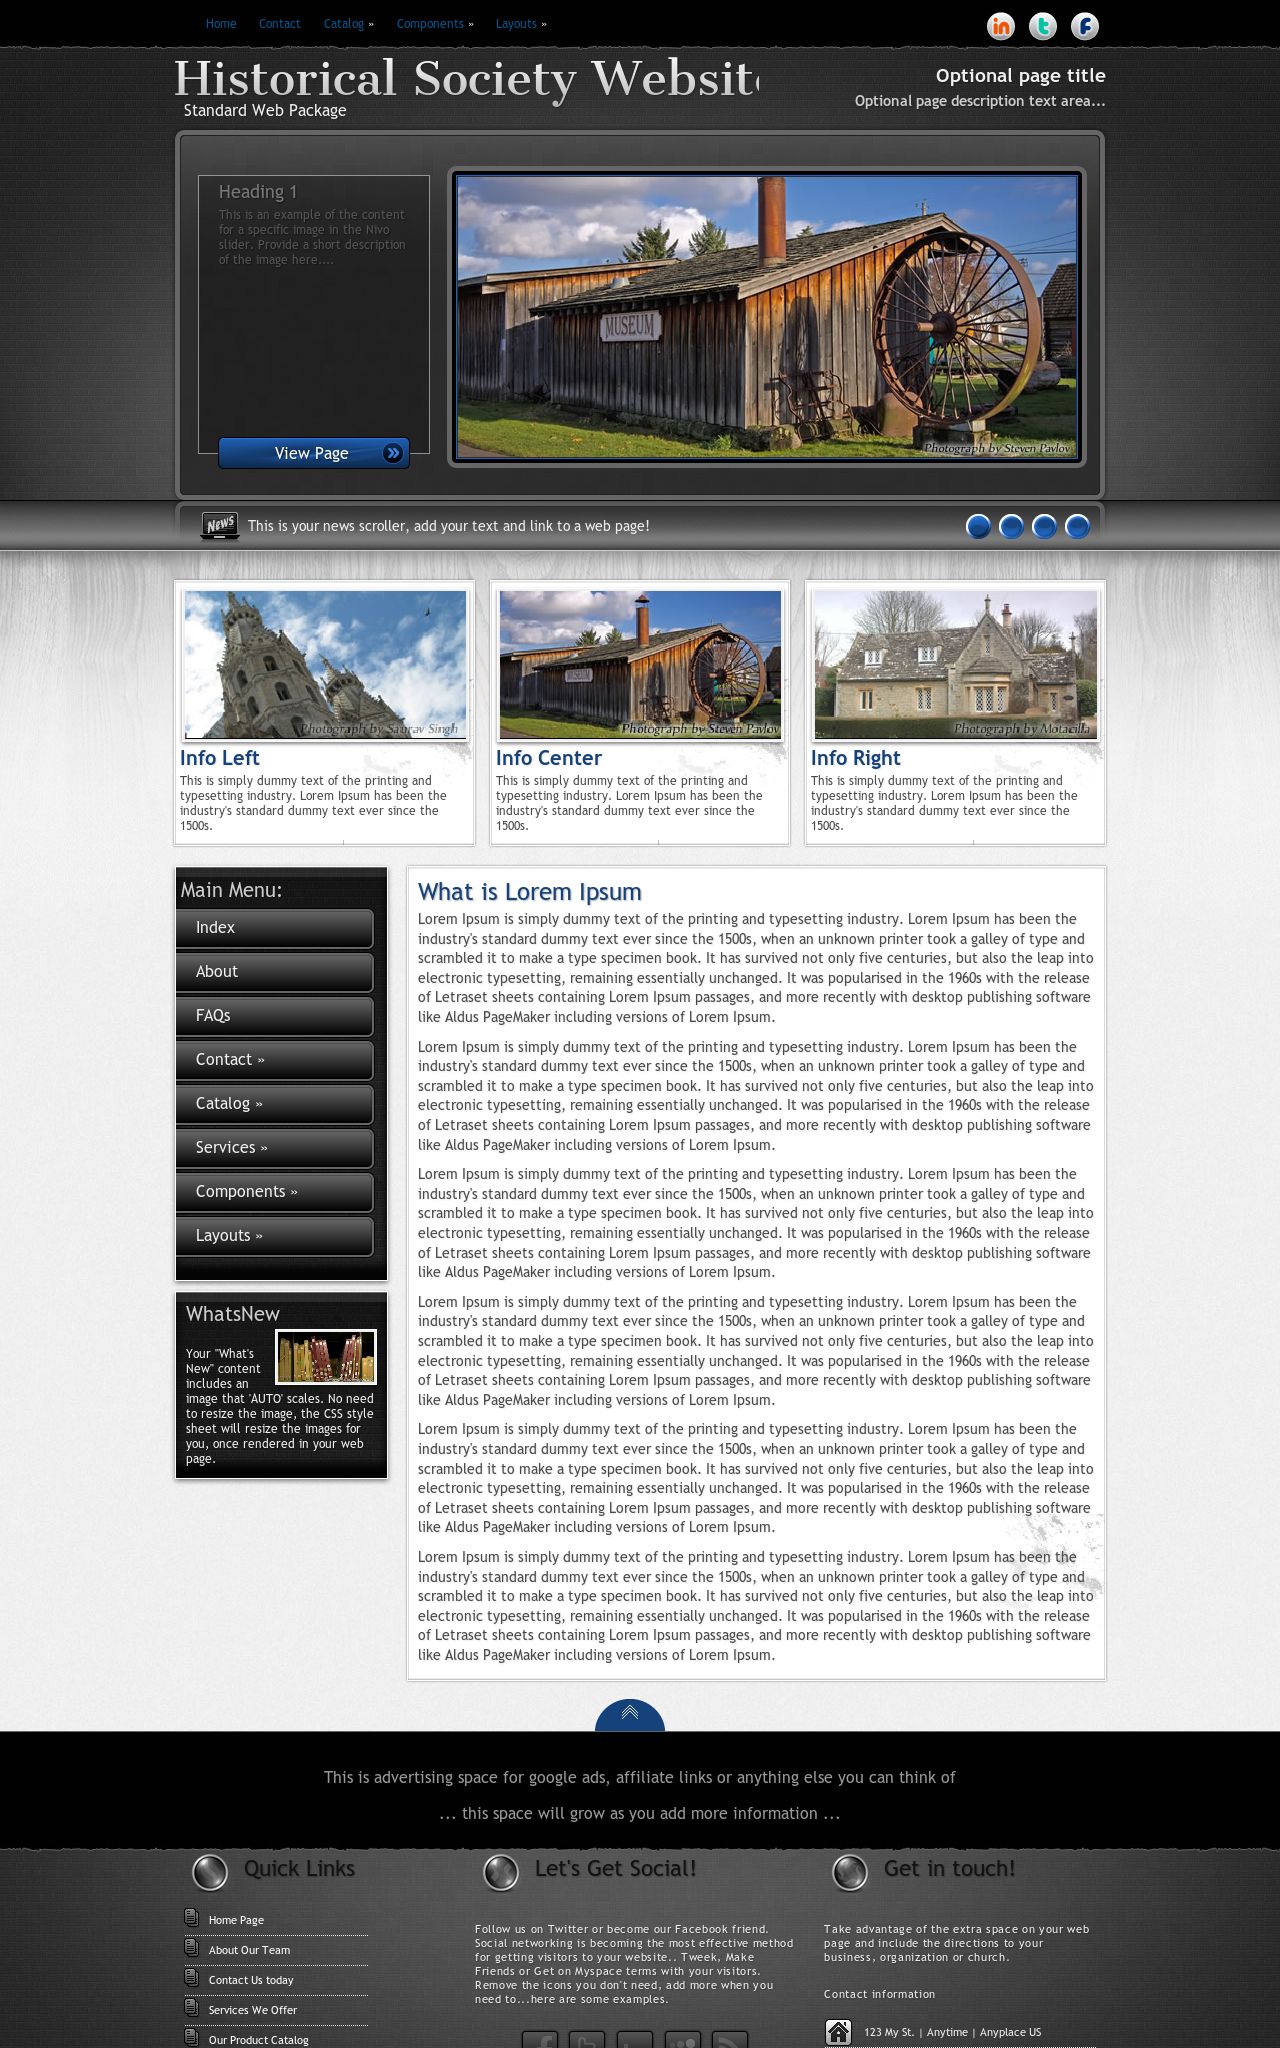 Home Contact Catalog » Components » Layouts »
Historical Society Website
Standard Web Package
Optional page title
Optional page description text area...
Heading 1
This is an example of the content
for a specific image in the Nivo
slider. Provide a short description
of the image here....
View Page
MUSEUM
Photograph by Steven Pavlov
News
This is your news scroller, add your text and link to a web page!
Photograph by Saurav Singh
Info Left
This is simply dummy text of the printing and
typesetting industry. Lorem Ipsum has been the
industry's standard dummy text ever since the
1500s.
MUSEUM
Photograph by Steven Pavlov
Info Center
This is simply dummy text of the printing and
typesetting industry. Lorem Ipsum has been the
industry's standard dummy text ever since the
1500s.
Photograph by Motacilla
Info Right
This is simply dummy text of the printing and
typesetting industry. Lorem Ipsum has been the
industry's standard dummy text ever since the
1500s.
Main Menu:
Index
About
FAQs
Contact »
Catalog »
Services »
Components »
Layouts »
WhatsNew
Your "What's
New" content
includes an
image that 'AUTO' scales. No need
to resize the image, the CSS style
sheet will resize the images for
you, once rendered in your web
page.
What is Lorem Ipsum
Lorem Ipsum is simply dummy text of the printing and typesetting industry. Lorem Ipsum has been the
industry's standard dummy text ever since the 1500s, when an unknown printer took a galley of type and
scrambled it to make a type specimen book. It has survived not only five centuries, but also the leap into
electronic typesetting, remaining essentially unchanged. It was popularised in the 1960s with the release
of Letraset sheets containing Lorem Ipsum passages, and more recently with desktop publishing software
like Aldus PageMaker including versions of Lorem Ipsum.
Lorem Ipsum is simply dummy text of the printing and typesetting industry. Lorem Ipsum has been the
industry's standard dummy text ever since the 1500s, when an unknown printer took a galley of type and
scrambled it to make a type specimen book. It has survived not only five centuries, but also the leap into
electronic typesetting, remaining essentially unchanged. It was popularised in the 1960s with the release
of Letraset sheets containing Lorem Ipsum passages, and more recently with desktop publishing software
like Aldus PageMaker including versions of Lorem Ipsum.
Lorem Ipsum is simply dummy text of the printing and typesetting industry. Lorem Ipsum has been the
industry's standard dummy text ever since the 1500s, when an unknown printer took a galley of type and
scrambled it to make a type specimen book. It has survived not only five centuries, but also the leap into
electronic typesetting, remaining essentially unchanged. It was popularised in the 1960s with the release
of Letraset sheets containing Lorem Ipsum passages, and more recently with desktop publishing software
like Aldus PageMaker including versions of Lorem Ipsum.
Lorem Ipsum is simply dummy text of the printing and typesetting industry. Lorem Ipsum has been the
industry's standard dummy text ever since the 1500s, when an unknown printer took a galley of type and
scrambled it to make a type specimen book. It has survived not only five centuries, but also the leap into
electronic typesetting, remaining essentially unchanged. It was popularised in the 1960s with the release
of Letraset sheets containing Lorem Ipsum passages, and more recently with desktop publishing software
like Aldus PageMaker including versions of Lorem Ipsum.
Lorem Ipsum is simply dummy text of the printing and typesetting industry. Lorem Ipsum has been the
industry's standard dummy text ever since the 1500s, when an unknown printer took a galley of type and
scrambled it to make a type specimen book. It has survived not only five centuries, but also the leap into
electronic typesetting, remaining essentially unchanged. It was popularised in the 1960s with the release
of Letraset sheets containing Lorem Ipsum passages, and more recently with desktop publishing software
like Aldus PageMaker including versions of Lorem Ipsum.
Lorem Ipsum is simply dummy text of the printing and typesetting industry. Lorem Ipsum has been the
industry's standard dummy text ever since the 1500s, when an unknown printer took a galley of type and
scrambled it to make a type specimen book. It has survived not only five centuries, but also the leap into
electronic typesetting, remaining essentially unchanged. It was popularised in the 1960s with the release
of Letraset sheets containing Lorem Ipsum passages, and more recently with desktop publishing software
like Aldus PageMaker including versions of Lorem Ipsum.
This is advertising space for google ads, affiliate links or anything else you can think of
... this space will grow as you add more information ...
Quick Links
Home Page
About Our Team
Contact Us today
Services We Offer
Our Product Catalog
Let's Get Social!
Follow us on Twitter or become our Facebook friend.
Social networking is becoming the most effective method
for getting visitors to your website.. Tweek, Make
Friends or Get on Myspace terms with your visitors.
Remove the icons you don't need, add more when you
need to...here are some examples.
Get in touch!
Take advantage of the extra space on your web
page and include the directions to your
business, organization or church.
Contact information
123 My St. | Anytime | Anyplace US